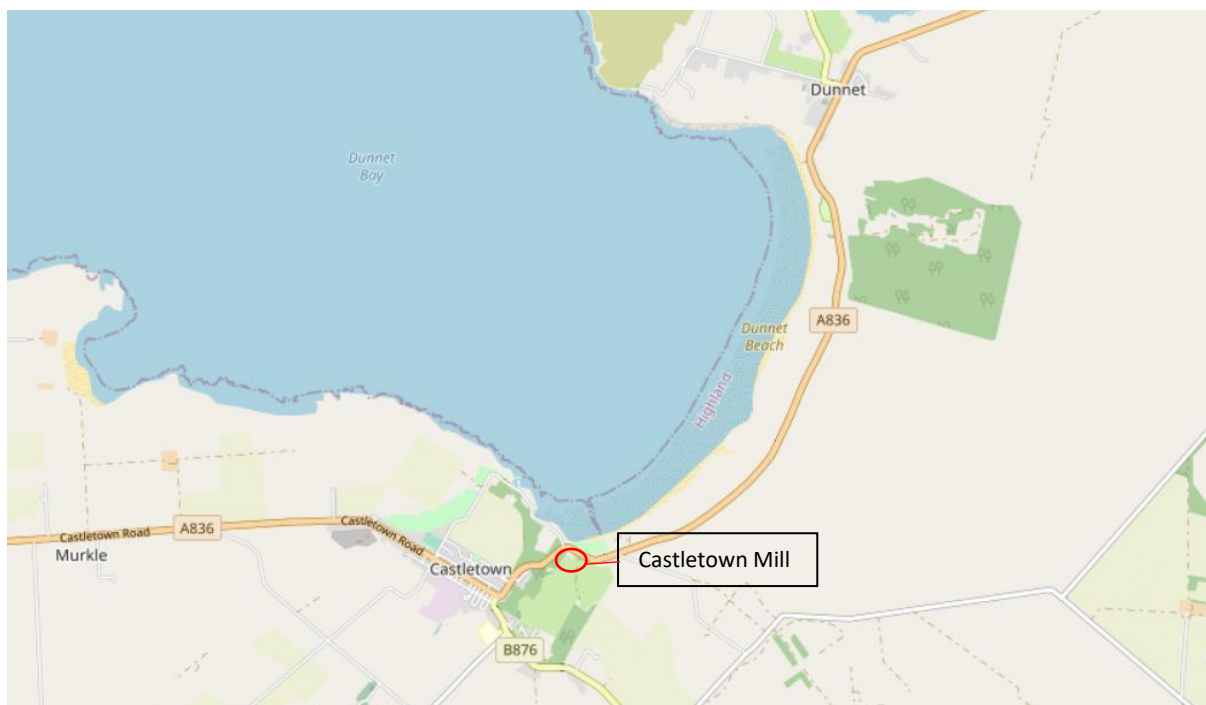 Dunnet
Dunnet
Bay
A836
Dunnet
Beach
Highland
A836
Castletown Road
Castletown Road
Murkle
Castletown
Castletown Mill
B876